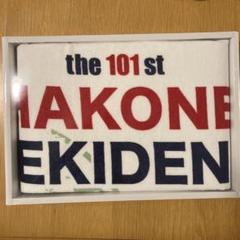 the 101 st
HAKONE
EKIDEN